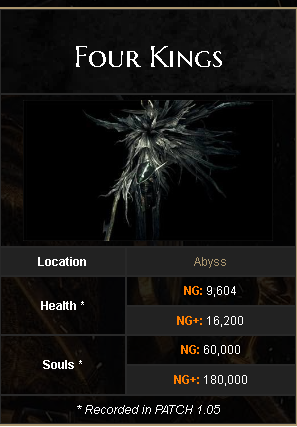 Four Kings
Location Abyss
Health * NG: 9,604
NG+: 16,200
Souls * NG: 60,000
NG+: 180,000
* Recorded in PATCH 1.05